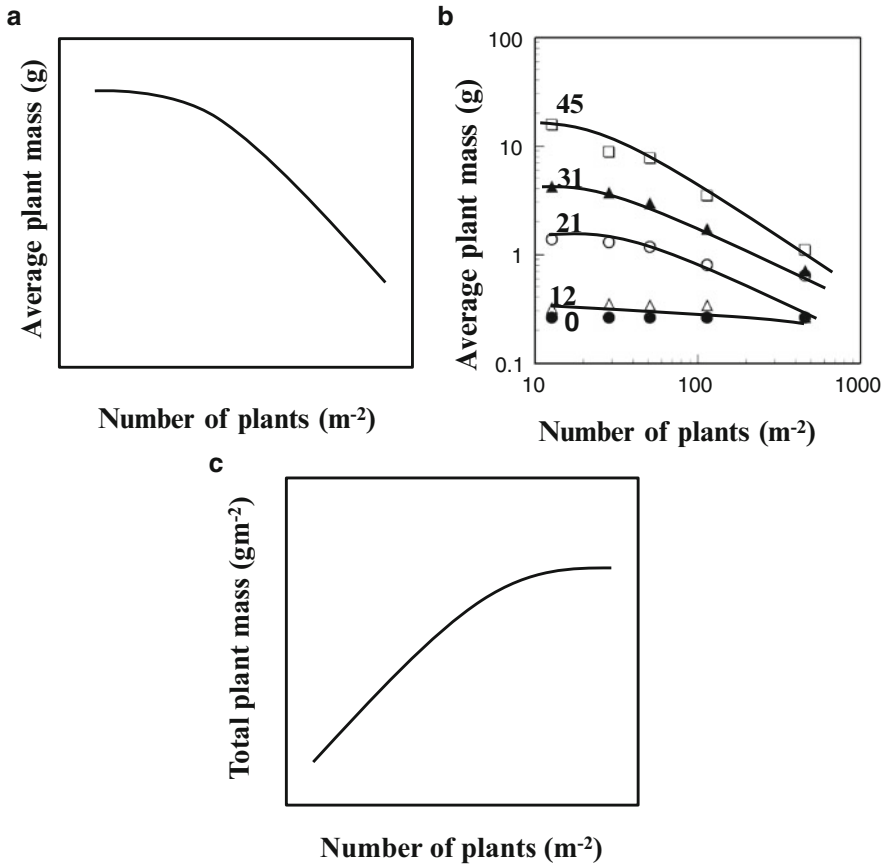 a
Average plant mass (g)
Number of plants (m-2)
b
Average plant mass (g)
100
10
1
0.1
45
31
21
12
0
10
100
1000
Number of plants (m-2)
c
Total plant mass (gm-2)
Number of plants (m-2)